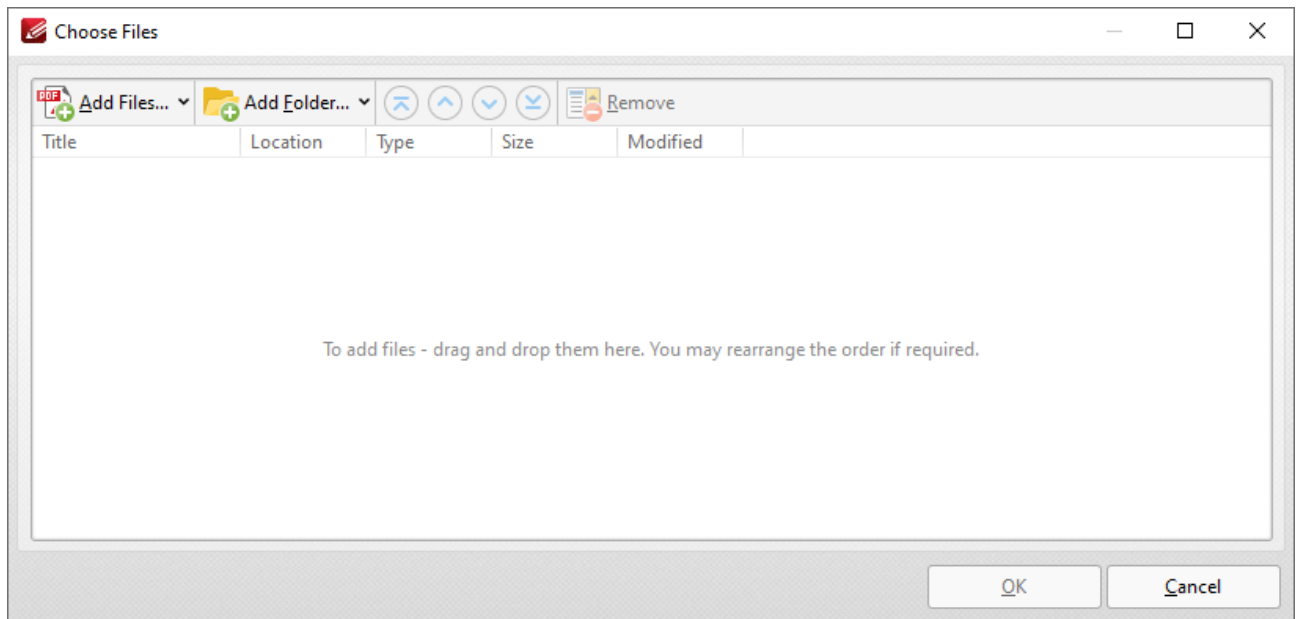 Choose Files
PDF Add Files... Add Folder... Remove
Title Location Type Size Modified
To add files - drag and drop them here. You may rearrange the order if required.
OK Cancel